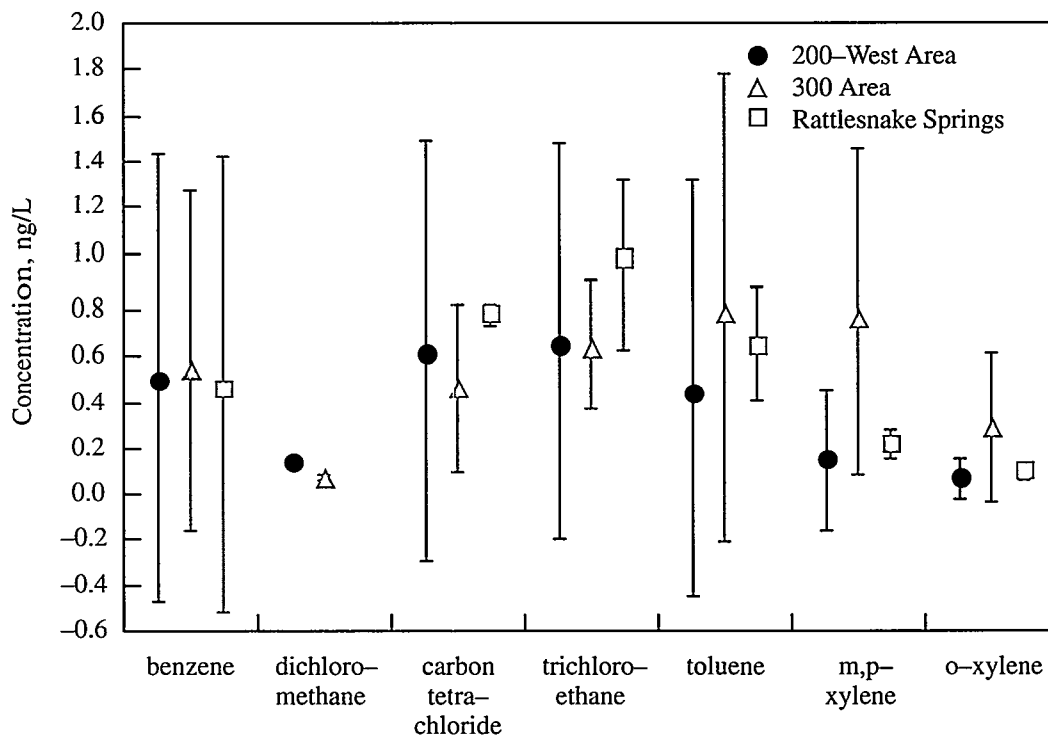 2.0
1.8
1.6
1.4
1.2
1.0
0.8
0.6
0.4
0.2
0.0
–0.2
–0.4
–0.6
Concentration, ng/L
200–West Area
300 Area
Rattlesnake Springs
benzene
dichloro–
methane
carbon
tetra–
chloride
trichloro–
ethane
toluene
m,p–
xylene
o–xylene